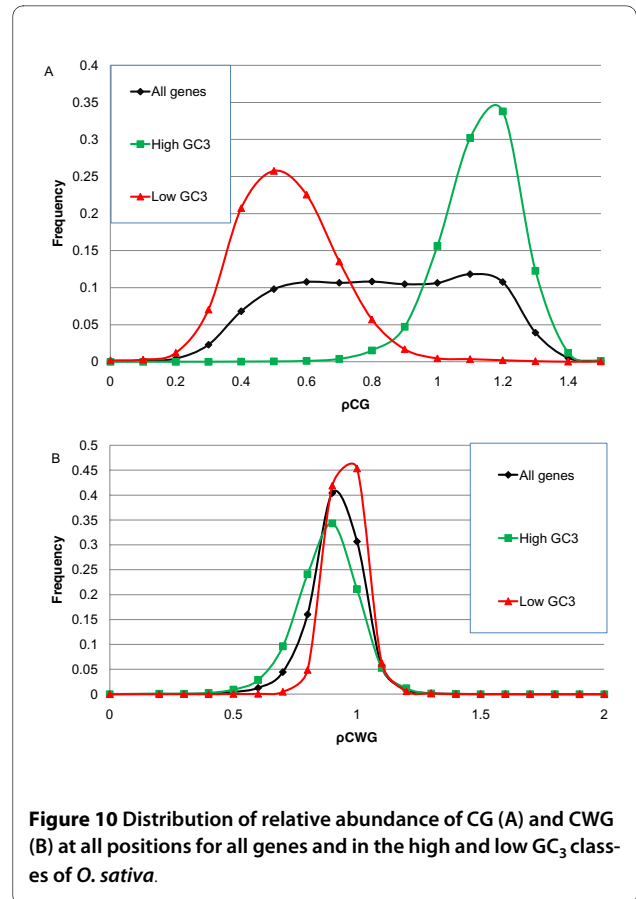 A
0.4
0.35
0.3
0.25
0.2
0.15
0.1
0.05
0
Frequency
All genes
High GC3
Low GC3
0 0.2 0.4 0.6 0.8 1 1.2 1.4
ρCG
B
0.5
0.45
0.4
0.35
0.3
0.25
0.2
0.15
0.1
0.05
0
Frequency
All genes
High GC3
Low GC3
0 0.5 1 1.5 2
ρCWG
Figure 10 Distribution of relative abundance of CG (A) and CWG
(B) at all positions for all genes and in the high and low GC₃ class-
es of O. sativa.